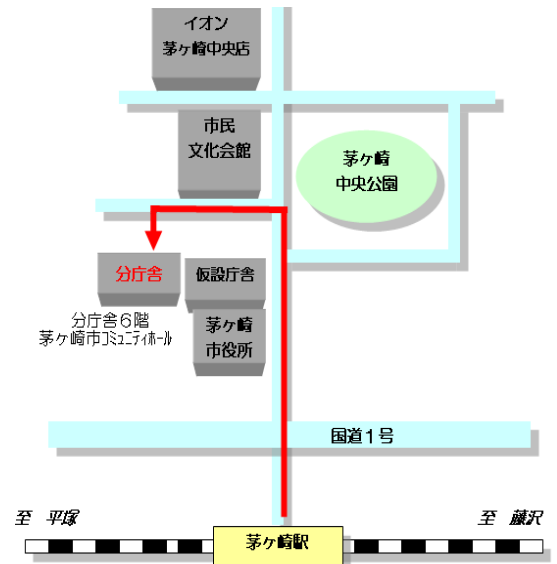 イオン
茅ヶ崎中央店
市民
文化会館
茅ヶ崎
中央公園
分庁舎
仮設庁舎
分庁舎６階
茅ヶ崎市ｺﾐｭﾆﾃｨﾎｰﾙ
茅ヶ崎
市役所
国道１号
至 平塚
至 藤沢
茅ヶ崎駅